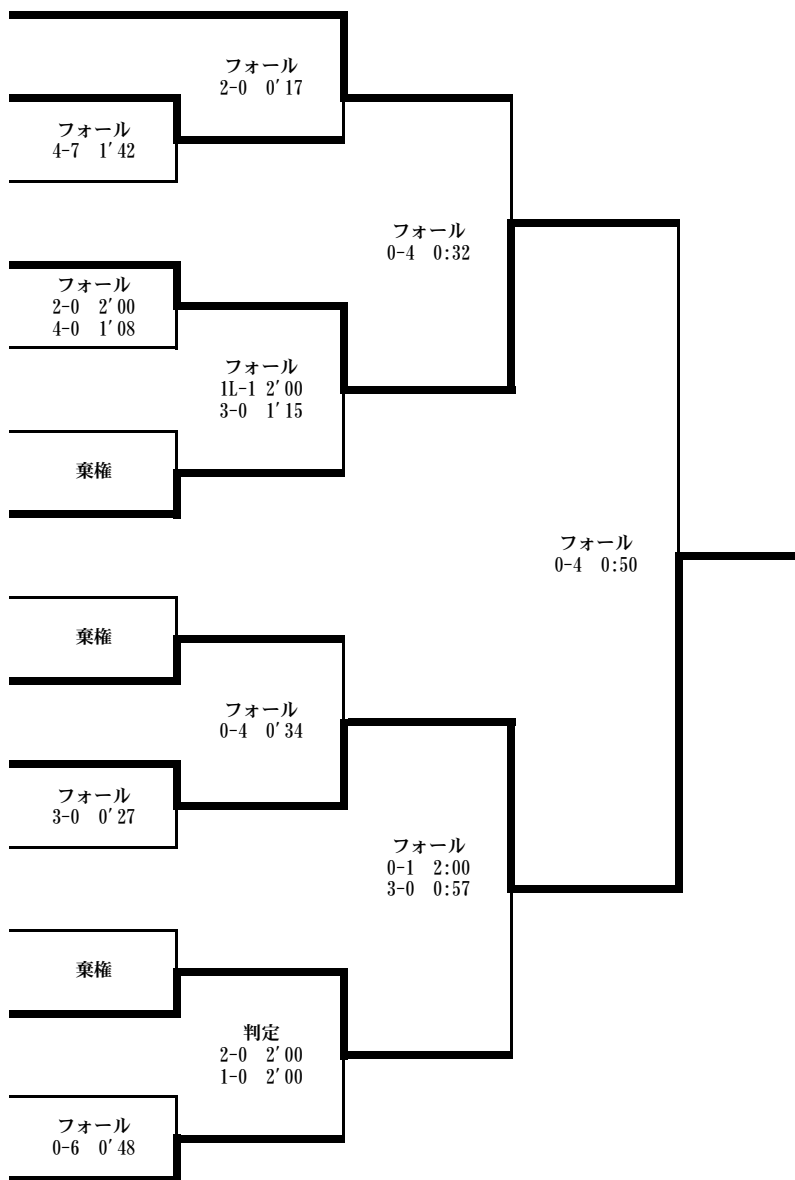 フォール
2-0 0′17
フォール
4-7 1′42
フォール
0-4 0:32
フォール
2-0 2′00
4-0 1′08
フォール
1L-1 2′00
3-0 1′15
棄権
フォール
0-4 0:50
棄権
フォール
0-4 0′34
フォール
3-0 0′27
フォール
0-1 2:00
3-0 0:57
棄権
判定
2-0 2′00
1-0 2′00
フォール
0-6 0′48